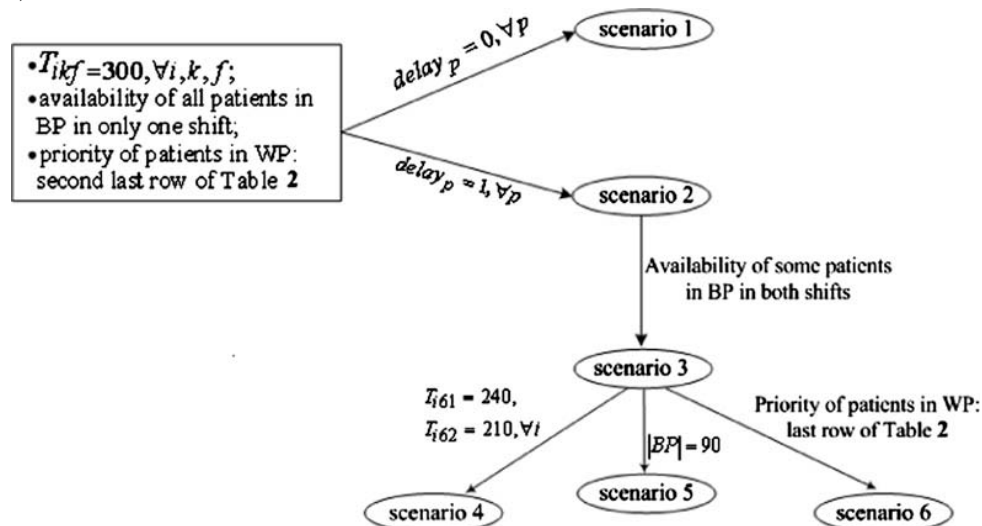 •T_ikf=300,∀i,k,f;
•availability of all patients in
BP in only one shift;
•priority of patients in WP:
second last row of Table 2
delay_p = 0,∀p
scenario 1
delay_p = 1,∀p
scenario 2
Availability of some patients
in BP in both shifts
scenario 3
T_i61 = 240,
T_i62 = 210,∀i
|BP| = 90
Priority of patients in WP:
last row of Table 2
scenario 4
scenario 5
scenario 6